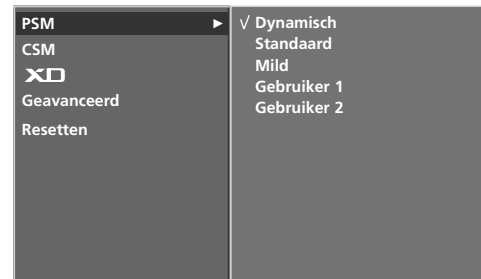 PSM ►
CSM
XD
Geavanceerd
Resetten
√ Dynamisch
Standaard
Mild
Gebruiker 1
Gebruiker 2